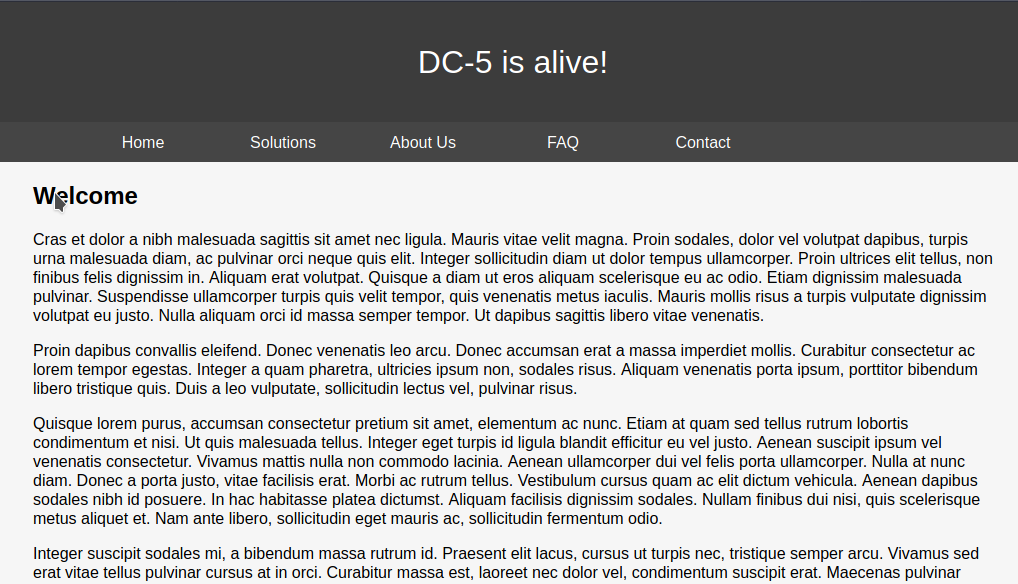 DC-5 is alive!
Home Solutions About Us FAQ Contact
Welcome
Cras et dolor a nibh malesuada sagittis sit amet nec ligula. Mauris vitae velit magna. Proin sodales, dolor vel volutpat dapibus, turpis
urna malesuada diam, ac pulvinar orci neque quis elit. Integer sollicitudin diam ut dolor tempus ullamcorper. Proin ultrices elit tellus, non
finibus felis dignissim in. Aliquam erat volutpat. Quisque a diam ut eros aliquam scelerisque eu ac odio. Etiam dignissim malesuada
pulvinar. Suspendisse ullamcorper turpis quis velit tempor, quis venenatis metus iaculis. Mauris mollis risus a turpis vulputate dignissim
volutpat eu justo. Nulla aliquam orci id massa semper tempor. Ut dapibus sagittis libero vitae venenatis.
Proin dapibus convallis eleifend. Donec venenatis leo arcu. Donec accumsan erat a massa imperdiet mollis. Curabitur consectetur ac
lorem tempor egestas. Integer a quam pharetra, ultricies ipsum non, sodales risus. Aliquam venenatis porta ipsum, porttitor bibendum
libero tristique quis. Duis a leo vulputate, sollicitudin lectus vel, pulvinar risus.
Quisque lorem purus, accumsan consectetur pretium sit amet, elementum ac nunc. Etiam at quam sed tellus rutrum lobortis
condimentum et nisi. Ut quis malesuada tellus. Integer eget turpis id ligula blandit efficitur eu vel justo. Aenean suscipit ipsum vel
venenatis consectetur. Vivamus mattis nulla non commodo lacinia. Aenean ullamcorper dui vel felis porta ullamcorper. Nulla at nunc
diam. Donec a porta justo, vitae facilisis erat. Morbi ac rutrum tellus. Vestibulum cursus quam ac elit dictum vehicula. Aenean dapibus
sodales nibh id posuere. In hac habitasse platea dictumst. Aliquam facilisis dignissim sodales. Nullam finibus dui nisi, quis scelerisque
metus aliquet et. Nam ante libero, sollicitudin eget mauris ac, sollicitudin fermentum odio.
Integer suscipit sodales mi, a bibendum massa rutrum id. Praesent elit lacus, cursus ut turpis nec, tristique semper arcu. Vivamus sed
erat vitae tellus pulvinar cursus at in orci. Curabitur massa est, laoreet nec dolor vel, condimentum suscipit erat. Maecenas pulvinar